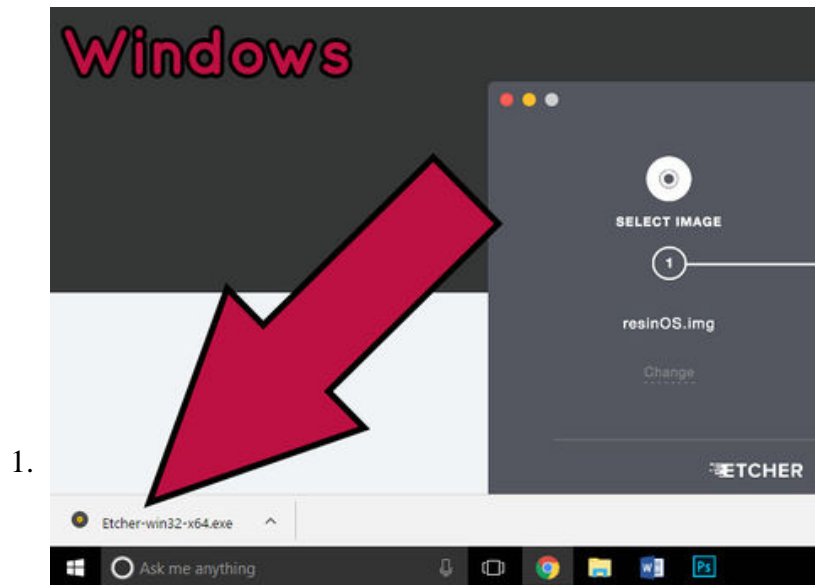 Windows
SELECT IMAGE
1
resinOS.img
Change
ETCHER
1.
Etcher-win32-x64.exe
Ask me anything
W
Ps